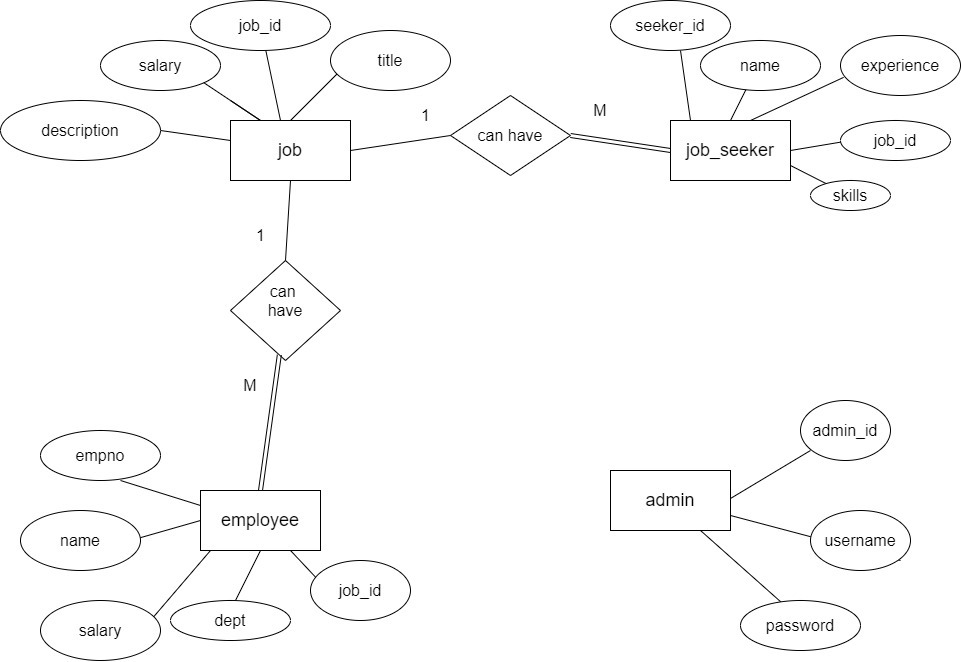 job_id
seeker_id
salary
title
name
experience
description
1
M
can have
job
job_seeker
job_id
skills
1
can
have
M
empno
admin_id
employee
admin
name
username
job_id
salary
dept
password